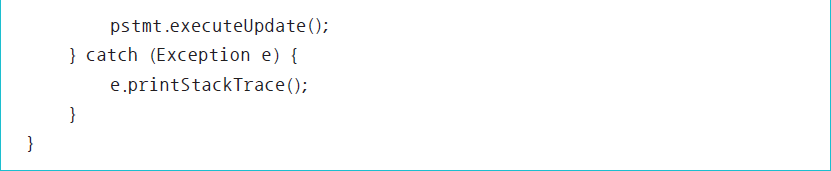 pstmt.executeUpdate();
} catch (Exception e) {
e.printStackTrace();
}
}